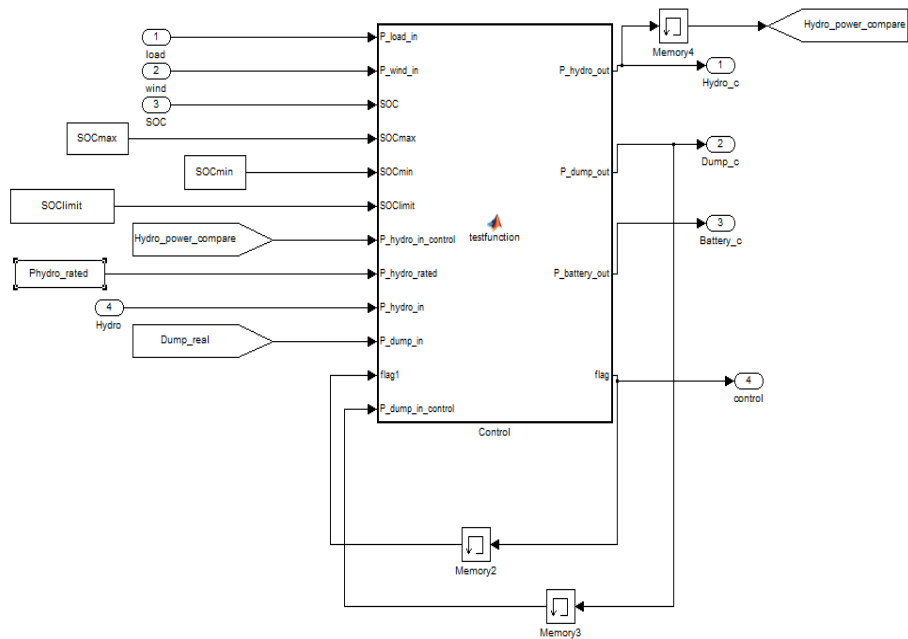 1
load
2
wind
3
SOC
SOCmax
SOCmin
SOClimit
Hydro_power_compare
Phydro_rated
4
Hydro
Dump_real
P_load_in
P_wind_in
SOC
SOCmax
SOCmin
SOClimit
P_hydro_in_control
P_hydro_rated
P_hydro_in
P_dump_in
flag1
P_dump_in_control
testfunction
P_hydro_out
P_dump_out
P_battery_out
flag
Control
Memory4
Hydro_power_compare
1
Hydro_c
2
Dump_c
3
Battery_c
4
control
Memory2
Memory3